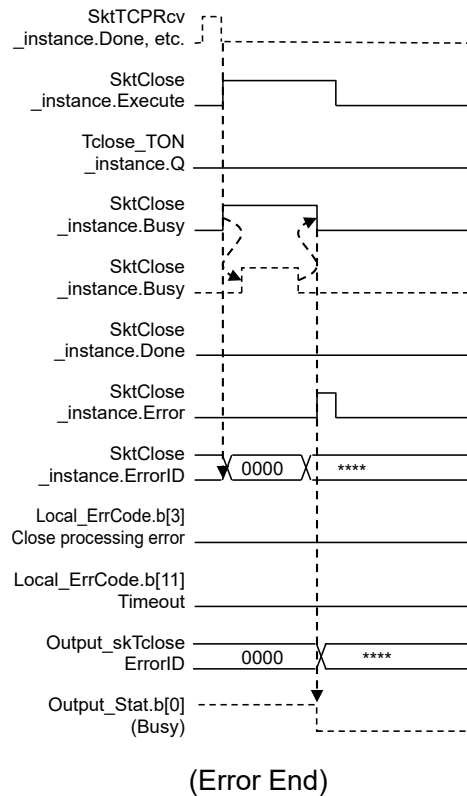 SktTCPRcv
_instance.Done, etc.
SktClose
_instance.Execute
Tclose_TON
_instance.Q
SktClose
_instance.Busy
SktClose
_instance.Busy
SktClose
_instance.Done
SktClose
_instance.Error
SktClose
_instance.ErrorID
0000
****
Local_ErrCode.b[3]
Close processing error
Local_ErrCode.b[11]
Timeout
Output_skTclose
ErrorID
0000
****
Output_Stat.b[0]
(Busy)
(Error End)